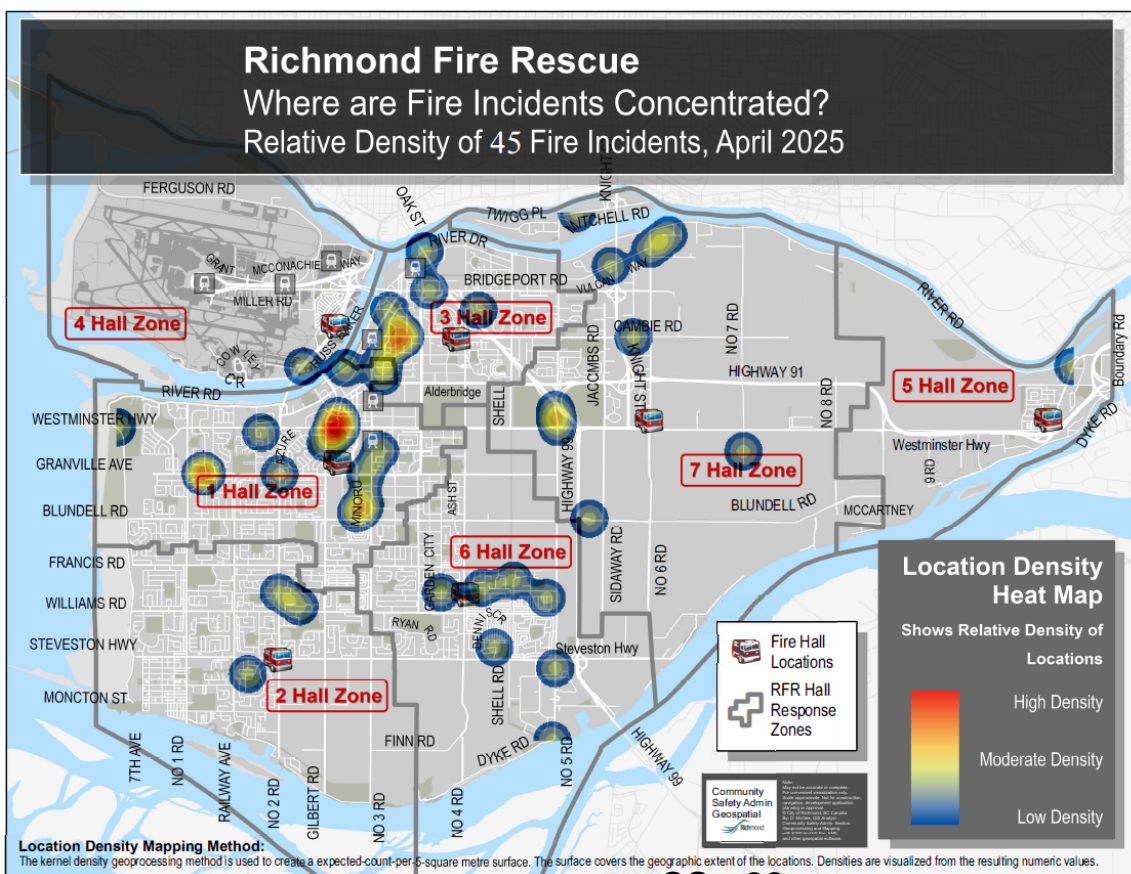 Richmond Fire Rescue
Where are Fire Incidents Concentrated?
Relative Density of 45 Fire Incidents, April 2025
FERGUSON RD
OAK ST
TWIGG PL
KNIGHT
MITCHELL RD
RIVER DR
GRANT
MCCONACHIE WAY
BRIDGEPORT RD
VULCAN WAY
MILLER RD
RIVER RD
4 Hall Zone
RUSS BAKER
3 Hall Zone
CAMBIE RD
NO 7 RD
COWLEY
CR
JACCMBS RD
KNIGHT ST
HIGHWAY 91
Boundary Rd
RIVER RD
Alderbridge
SHELL
NO 8 RD
5 Hall Zone
WESTMINSTER HWY
AZURE
DYKE RD
Westminster Hwy
GRANVILLE AVE
HIGHWAY 99
7 Hall Zone
9 RD
1 Hall Zone
ASH ST
MINORU
BLUNDELL RD
BLUNDELL RD
MCCARTNEY
FRANCIS RD
6 Hall Zone
GARDEN CITY
SIDAWAY RD
NO 6 RD
WILLIAMS RD
RYAN RD
DENNIS CR
STEVESTON HWY
Steveston Hwy
2 Hall Zone
MONCTON ST
SHELL RD
FINN RD
DYKE RD
HIGHWAY 99
7TH AVE
NO 1 RD
RAILWAY AVE
NO 2 RD
GILBERT RD
NO 3 RD
NO 4 RD
NO 5 RD
Fire Hall
Locations
RFR Hall
Response
Zones
Location Density
Heat Map
Shows Relative Density of
Locations
High Density
Moderate Density
Low Density
Community
Safety Admin
Geospatial
Richmond
Location Density Mapping Method:
The kernel density geoprocessing method is used to create a expected-count-per-5-square metre surface. The surface covers the geographic extent of the locations. Densities are visualized from the resulting numeric values.